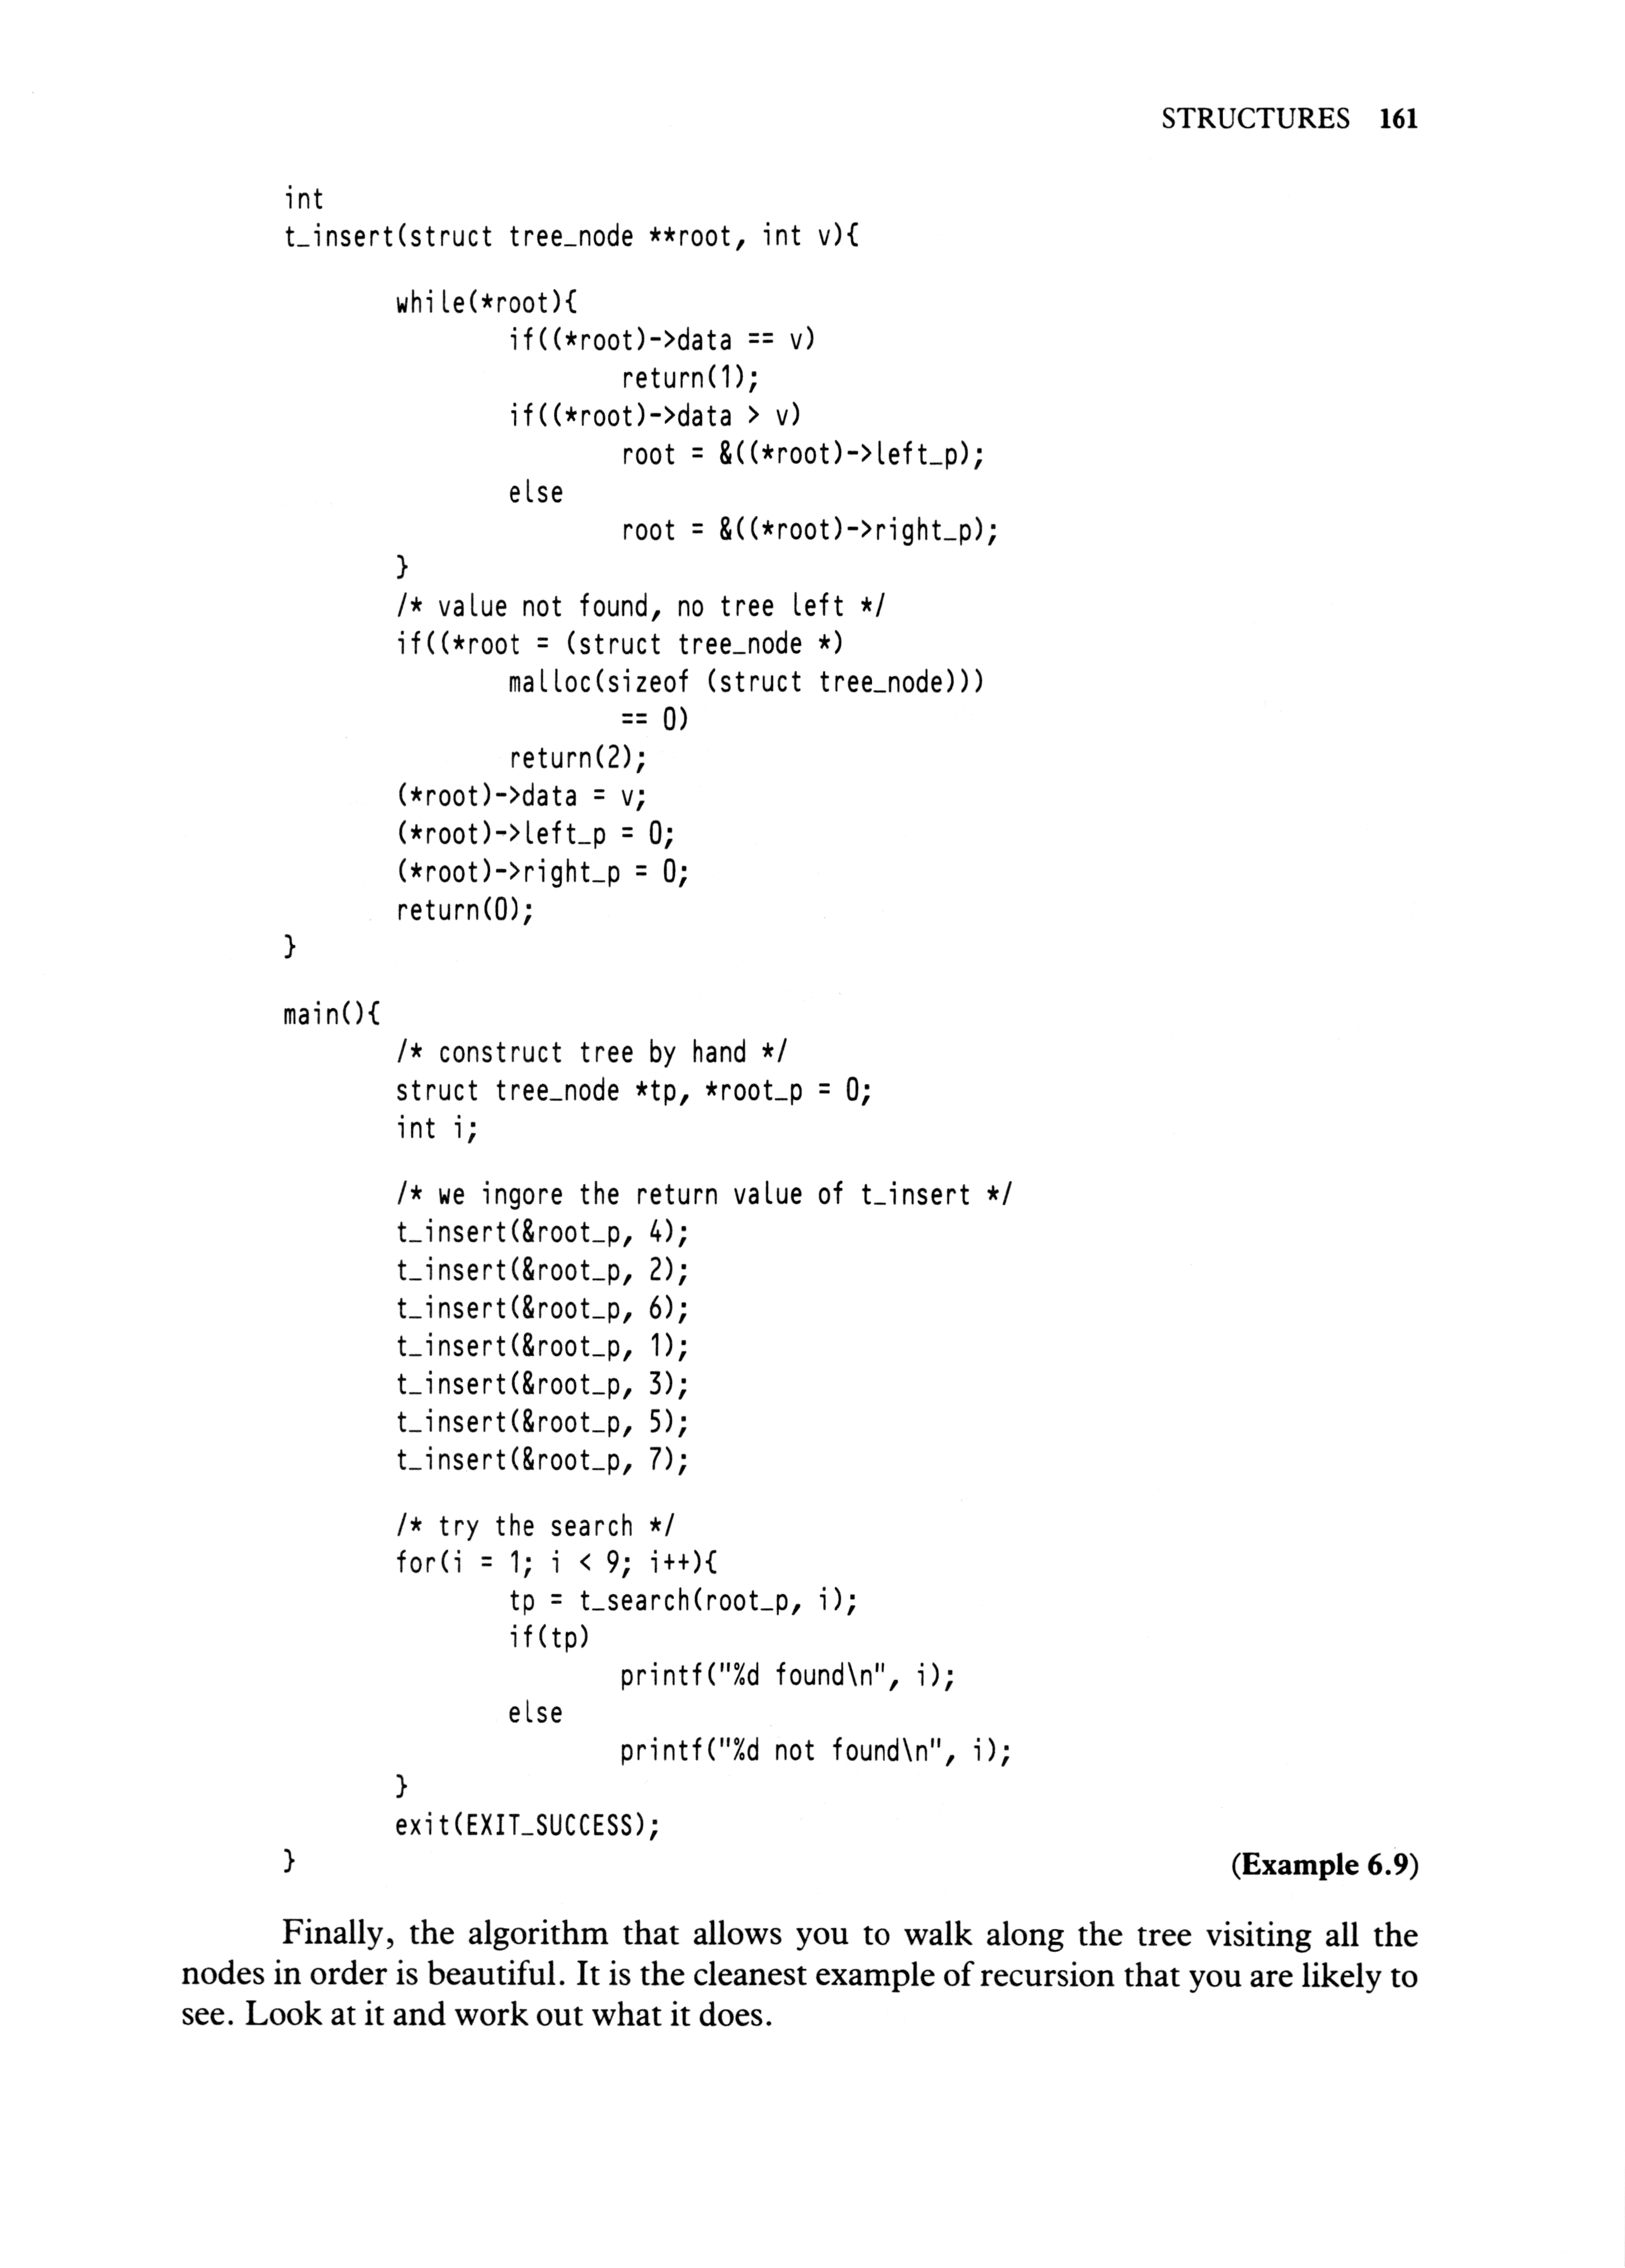 STRUCTURES 161
int
t_insert(struct tree_node **root, int v){
while(*root){
if((*root)->data == v)
return(1);
if((*root)->data > v)
root = &((*root)->left_p);
else
root = &((*root)->right_p);
}
/* value not found, no tree left */
if((*root = (struct tree_node *)
malloc(sizeof (struct tree_node)))
== 0)
return(2);
(*root)->data = v;
(*root)->left_p = 0;
(*root)->right_p = 0;
return(0);
}
main(){
/* construct tree by hand */
struct tree_node *tp, *root_p = 0;
int i;
/* we ingore the return value of t_insert */
t_insert(&root_p, 4);
t_insert(&root_p, 2);
t_insert(&root_p, 6);
t_insert(&root_p, 1);
t_insert(&root_p, 3);
t_insert(&root_p, 5);
t_insert(&root_p, 7);
/* try the search */
for(i = 1; i < 9; i++){
tp = t_search(root_p, i);
if(tp)
printf("%d found\n", i);
else
printf("%d not found\n", i);
}
exit(EXIT_SUCCESS);
} (Example 6.9)
Finally, the algorithm that allows you to walk along the tree visiting all the
nodes in order is beautiful. It is the cleanest example of recursion that you are likely to
see. Look at it and work out what it does.